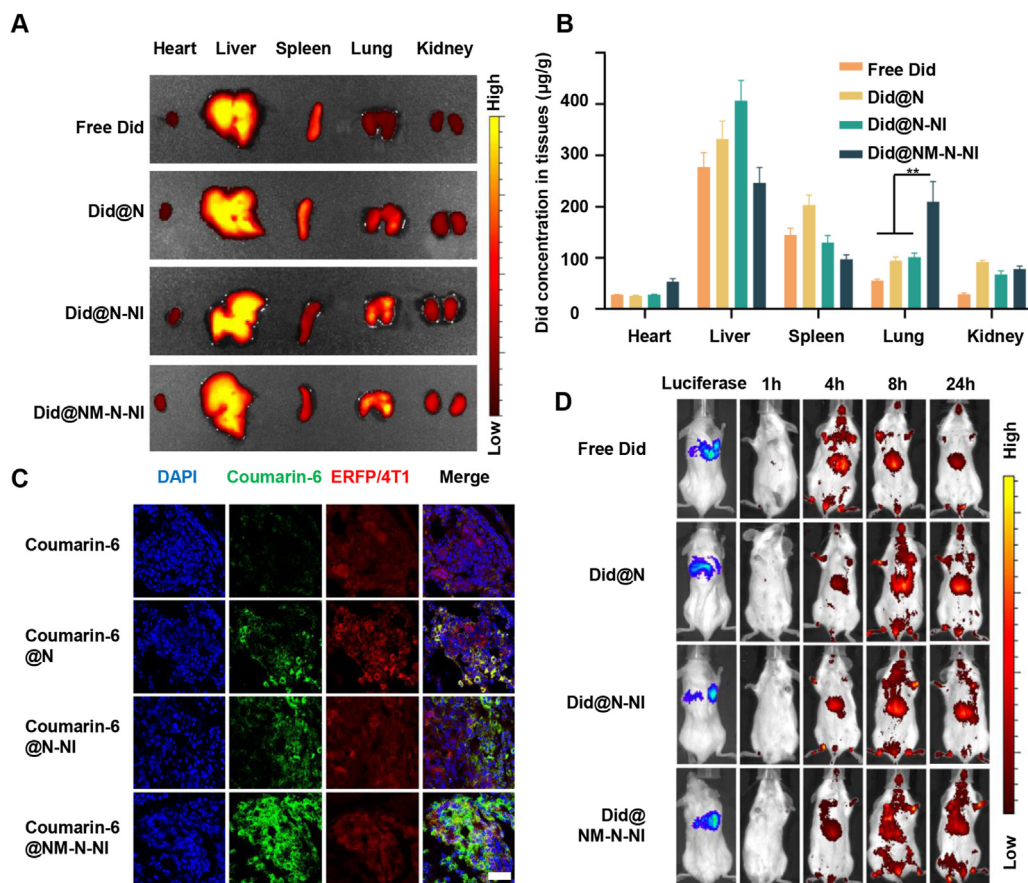 A
Heart Liver Spleen Lung Kidney
Free Did
Did@N
Did@N-NI
Did@NM-N-NI
High
Low
B
Did concentration in tissues (μg/g)
400
300
200
100
0
Free Did
Did@N
Did@N-NI
Did@NM-N-NI
**
Heart Liver Spleen Lung Kidney
C
DAPI Coumarin-6 ERFP/4T1 Merge
Coumarin-6
Coumarin-6
@N
Coumarin-6
@N-NI
Coumarin-6
@NM-N-NI
D
Luciferase 1h 4h 8h 24h
Free Did
Did@N
Did@N-NI
Did@
NM-N-NI
High
Low